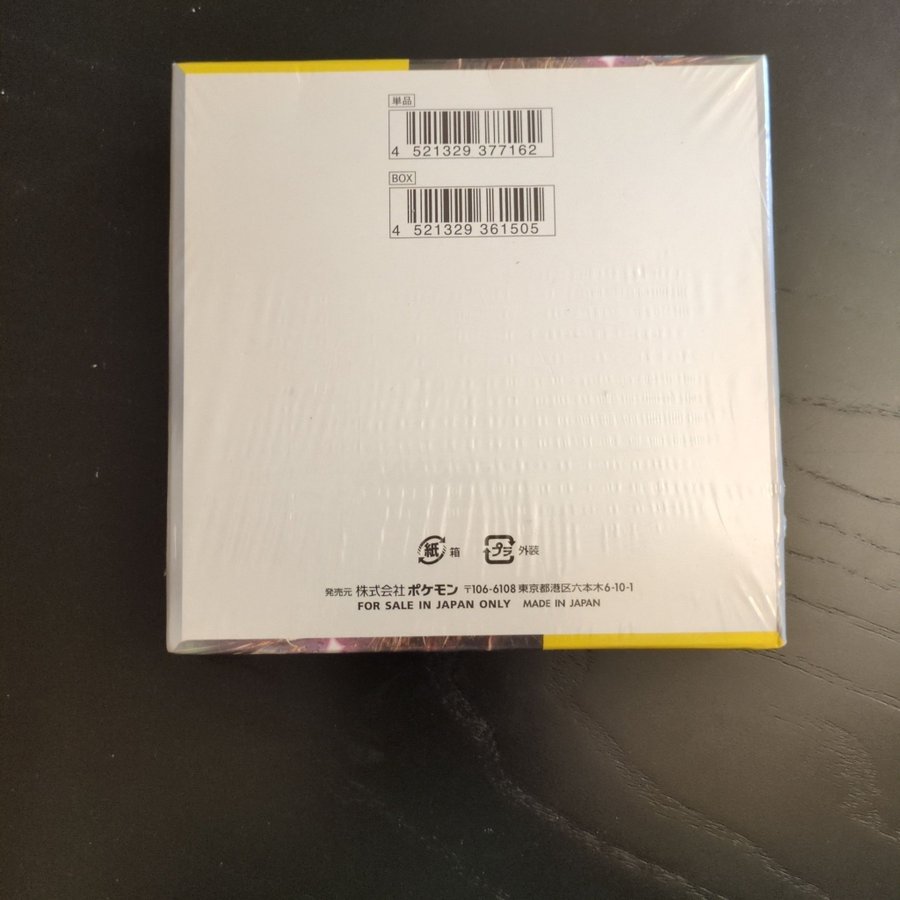 単品
4 521329 377162
BOX
4 521329 361505
紙 箱 プラ 外装
発売元 株式会社 ポケモン 〒106-6108 東京都港区六本木6-10-1
FOR SALE IN JAPAN ONLY MADE IN JAPAN